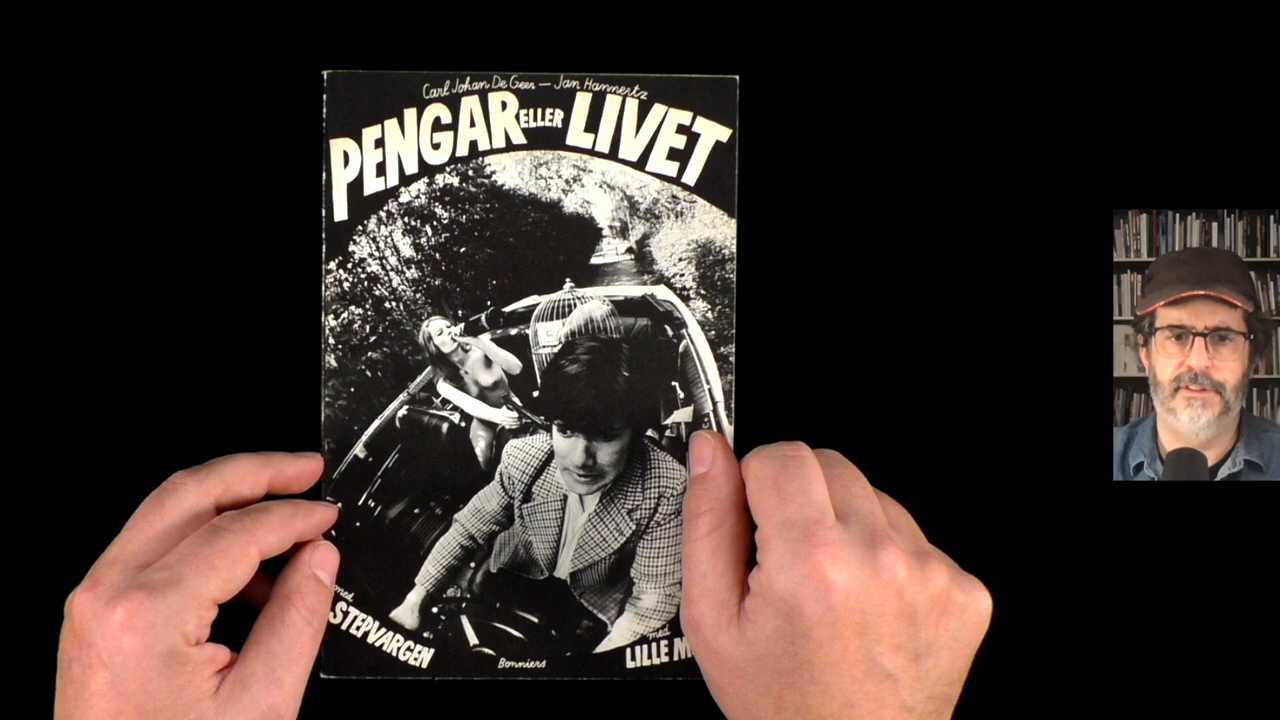 Carl Johan De Geer — Jan Hannertz
PENGAR ELLER LIVET
med
STEPVARGEN
Bonniers
med
LILLE